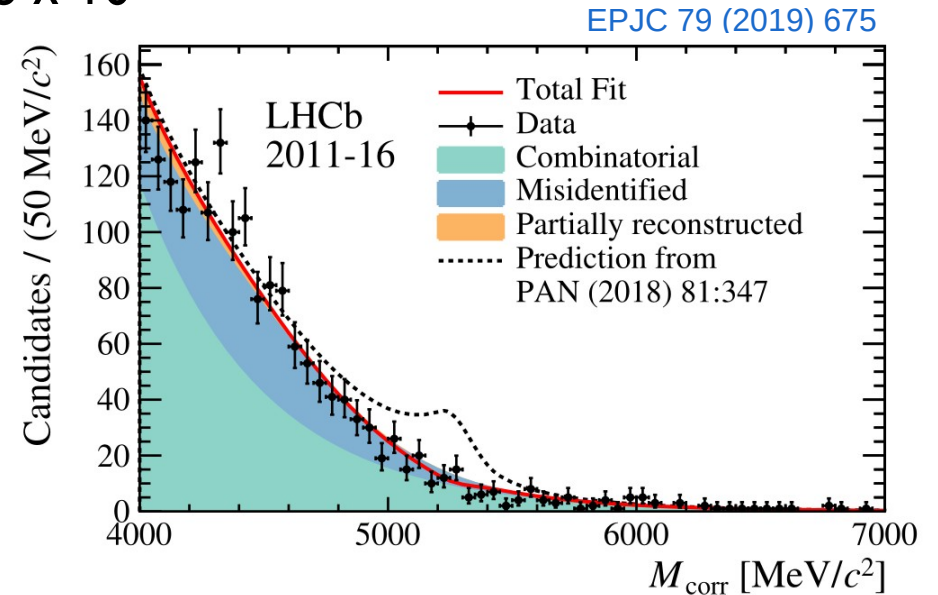 EPJC 79 (2019) 675
Candidates / (50 MeV/c²)
160
140
120
100
80
60
40
20
0
LHCb
2011-16
Total Fit
Data
Combinatorial
Misidentified
Partially reconstructed
Prediction from
PAN (2018) 81:347
4000 5000 6000 7000
M corr [MeV/c²]